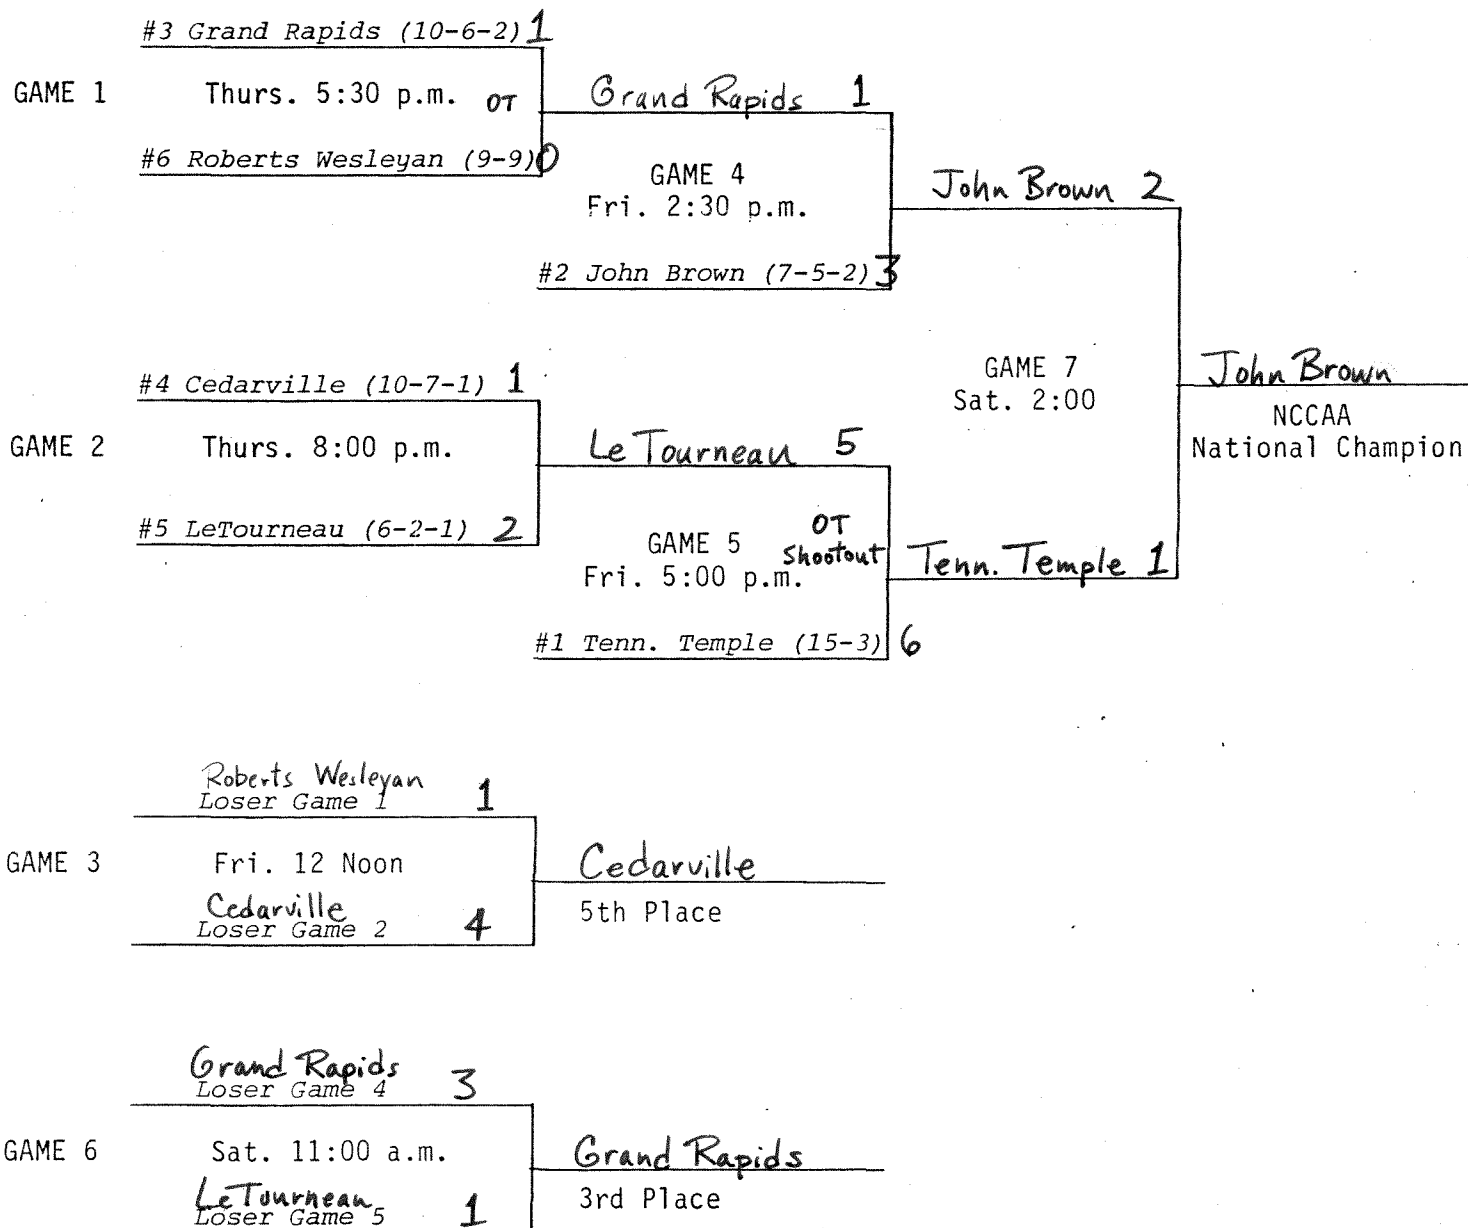 #3 Grand Rapids (10-6-2) 1
GAME 1 Thurs. 5:30 p.m. OT
Grand Rapids 1
#6 Roberts Wesleyan (9-9) 0
GAME 4
Fri. 2:30 p.m.
John Brown 2
#2 John Brown (7-5-2) 3
GAME 7
Sat. 2:00
John Brown
NCCAA
National Champion
#4 Cedarville (10-7-1) 1
GAME 2 Thurs. 8:00 p.m.
Le Tourneau 5
#5 LeTourneau (6-2-1) 2
GAME 5
Fri. 5:00 p.m.
OT
Shootout
Tenn. Temple 1
#1 Tenn. Temple (15-3) 6
Roberts Wesleyan
Loser Game 1 1
GAME 3 Fri. 12 Noon
Cedarville
5th Place
Cedarville
Loser Game 2 4
Grand Rapids
Loser Game 4 3
GAME 6 Sat. 11:00 a.m.
Grand Rapids
3rd Place
LeTourneau
Loser Game 5 1